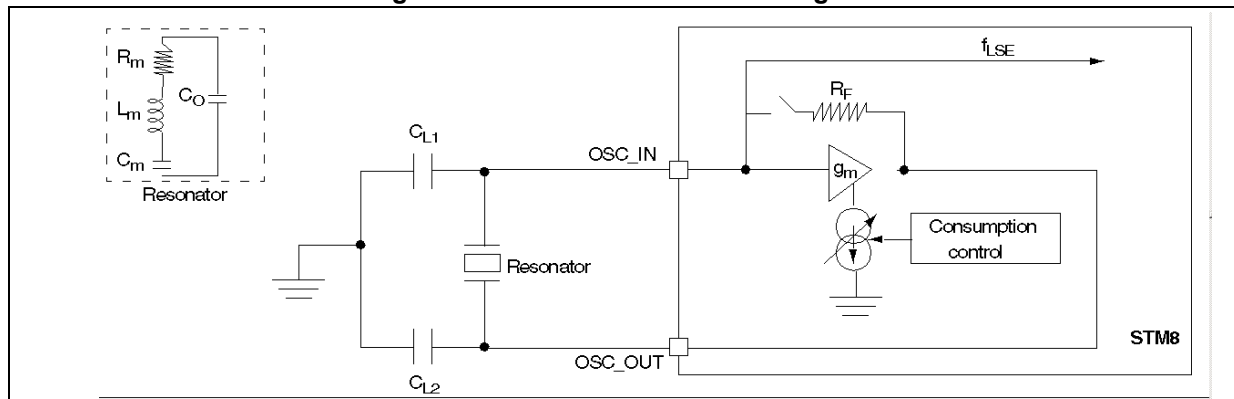 f_LSE
R_m
R_F
C_O
L_m
C_L1
OSC_IN
C_m
g_m
Resonator
Consumption
control
Resonator
STM8
OSC_OUT
C_L2